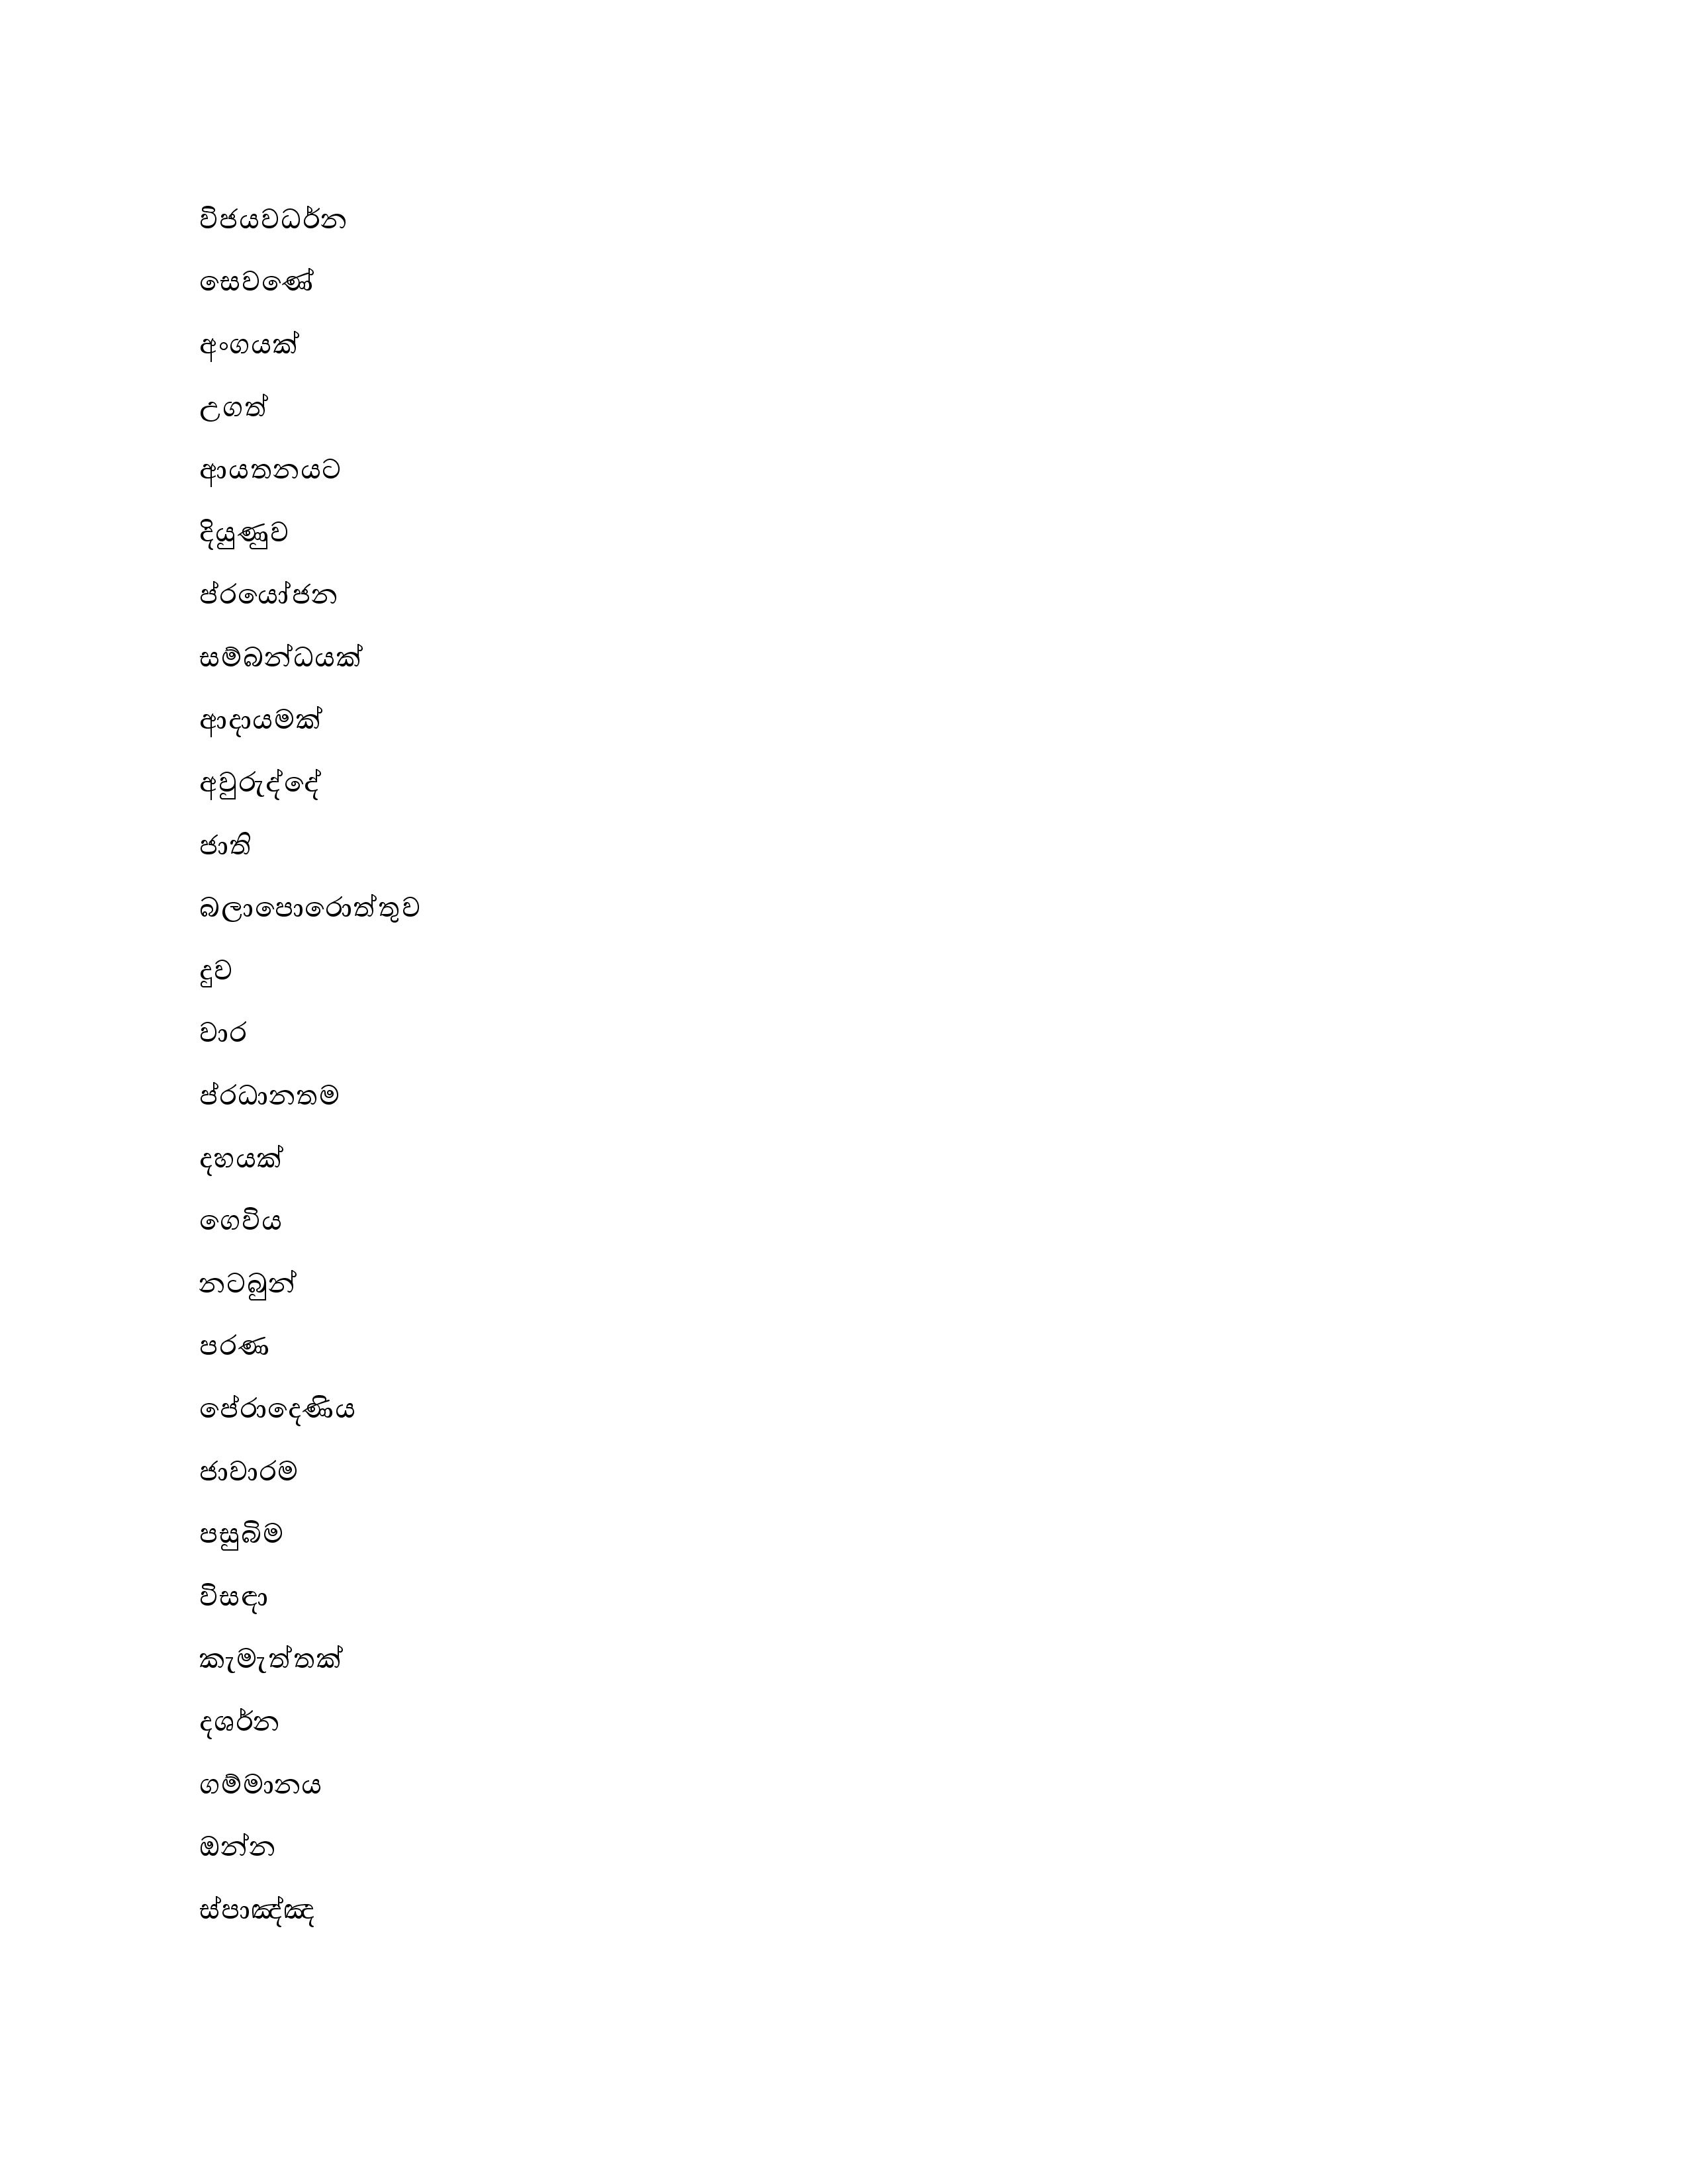 විජයවර්ධන
සෙවණේ
අංගයක්
උගත්
ආයතනයට
දියුණුව
ප්රයෝජන
සම්බන්ධයක්
ආදායමක්
අවුරුද්දේ
ජාති
බලාපොරොත්තුව
දුව
වාර
ප්රධානතම
දහයක්
ගෙවිය
නටබුන්
පරණ
පේරාදෙණිය
ජාවාරම
පසුබිම
විසඳා
කැමැත්තක්
දශර්න
ගම්මානය
ඔන්න
ස්පාඤ්ඤ